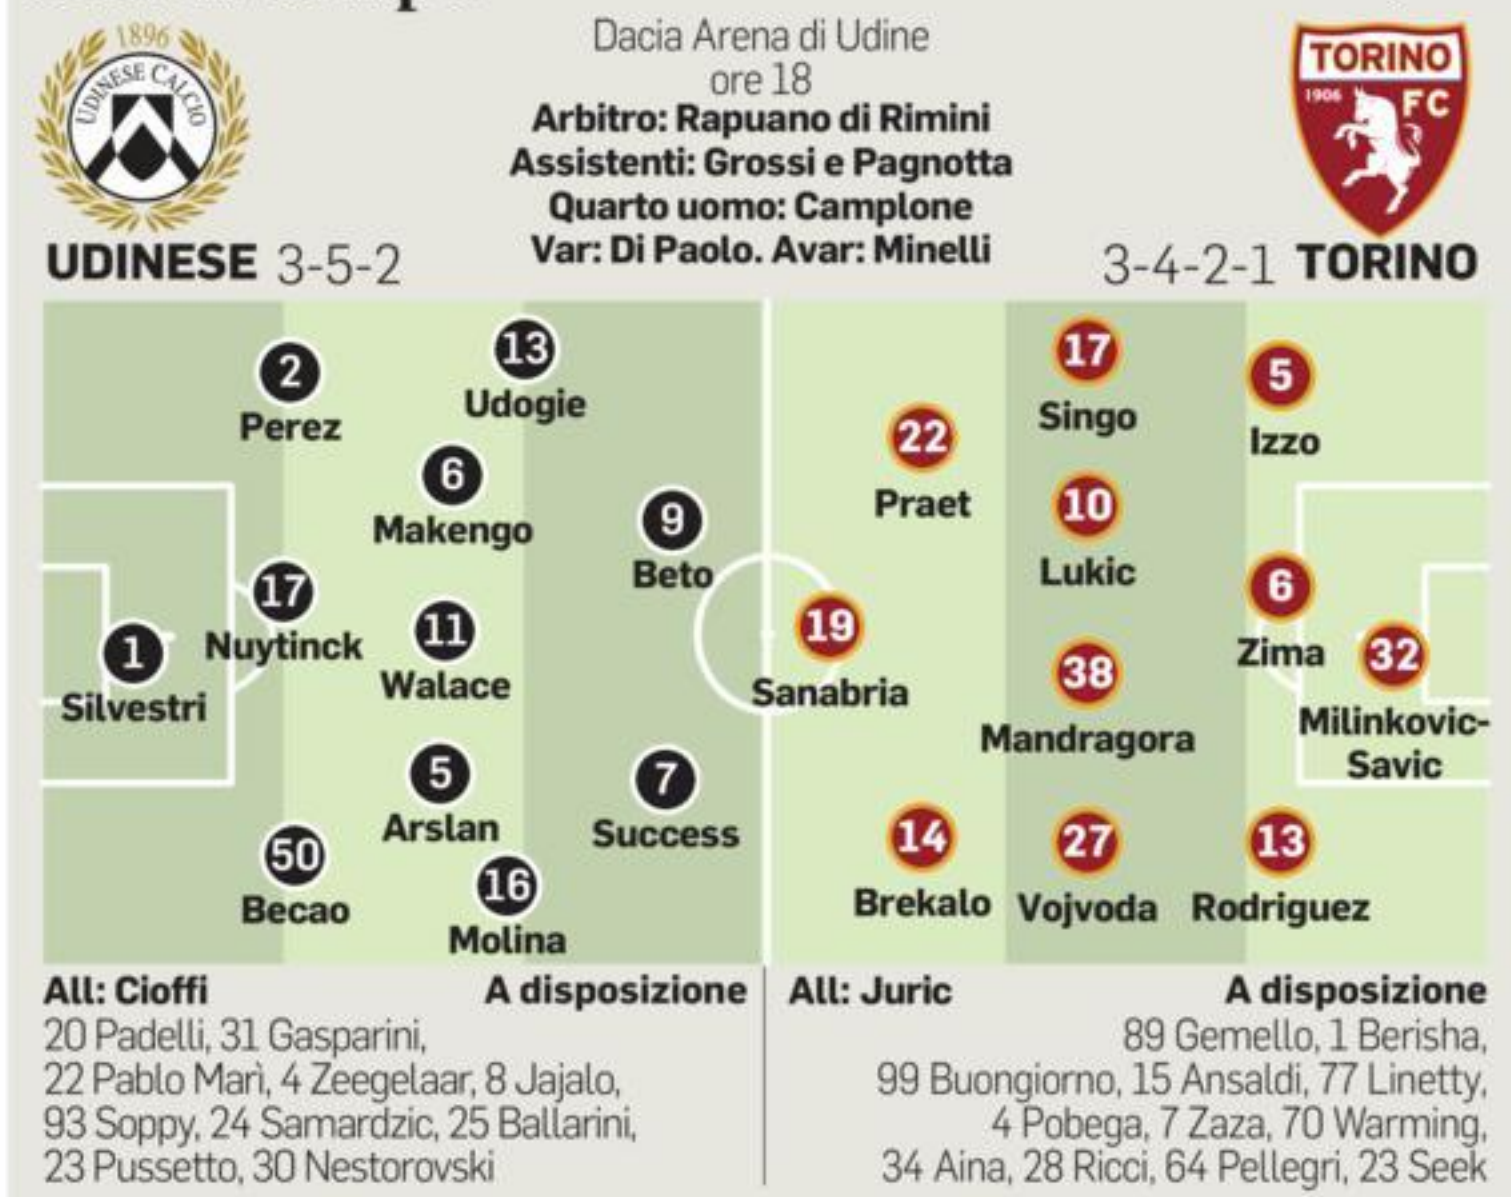 1896
UDINESE CALCIO
Dacia Arena di Udine
ore 18
Arbitro: Rapuano di Rimini
Assistenti: Grossi e Pagnotta
Quarto uomo: Camplone
Var: Di Paolo. Avar: Minelli
TORINO
1906 FC
UDINESE 3-5-2
3-4-2-1 TORINO
1
Silvestri
2
Perez
17
Nuytinck
50
Becao
13
Udogie
6
Makengo
11
Walace
5
Arslan
16
Molina
9
Beto
7
Success
19
Sanabria
22
Praet
14
Brekalo
17
Singo
10
Lukic
38
Mandragora
27
Vojvoda
5
Izzo
6
Zima
13
Rodriguez
32
Milinkovic-
Savic
All: Cioffi
A disposizione
20 Padelli, 31 Gasparini,
22 Pablo Marì, 4 Zeegelaar, 8 Jajalo,
93 Soppy, 24 Samardzic, 25 Ballarini,
23 Pussetto, 30 Nestorovski
All: Juric
A disposizione
89 Gemello, 1 Berisha,
99 Buongiorno, 15 Ansaldi, 77 Linetty,
4 Pobega, 7 Zaza, 70 Warming,
34 Aina, 28 Ricci, 64 Pellegri, 23 Seek